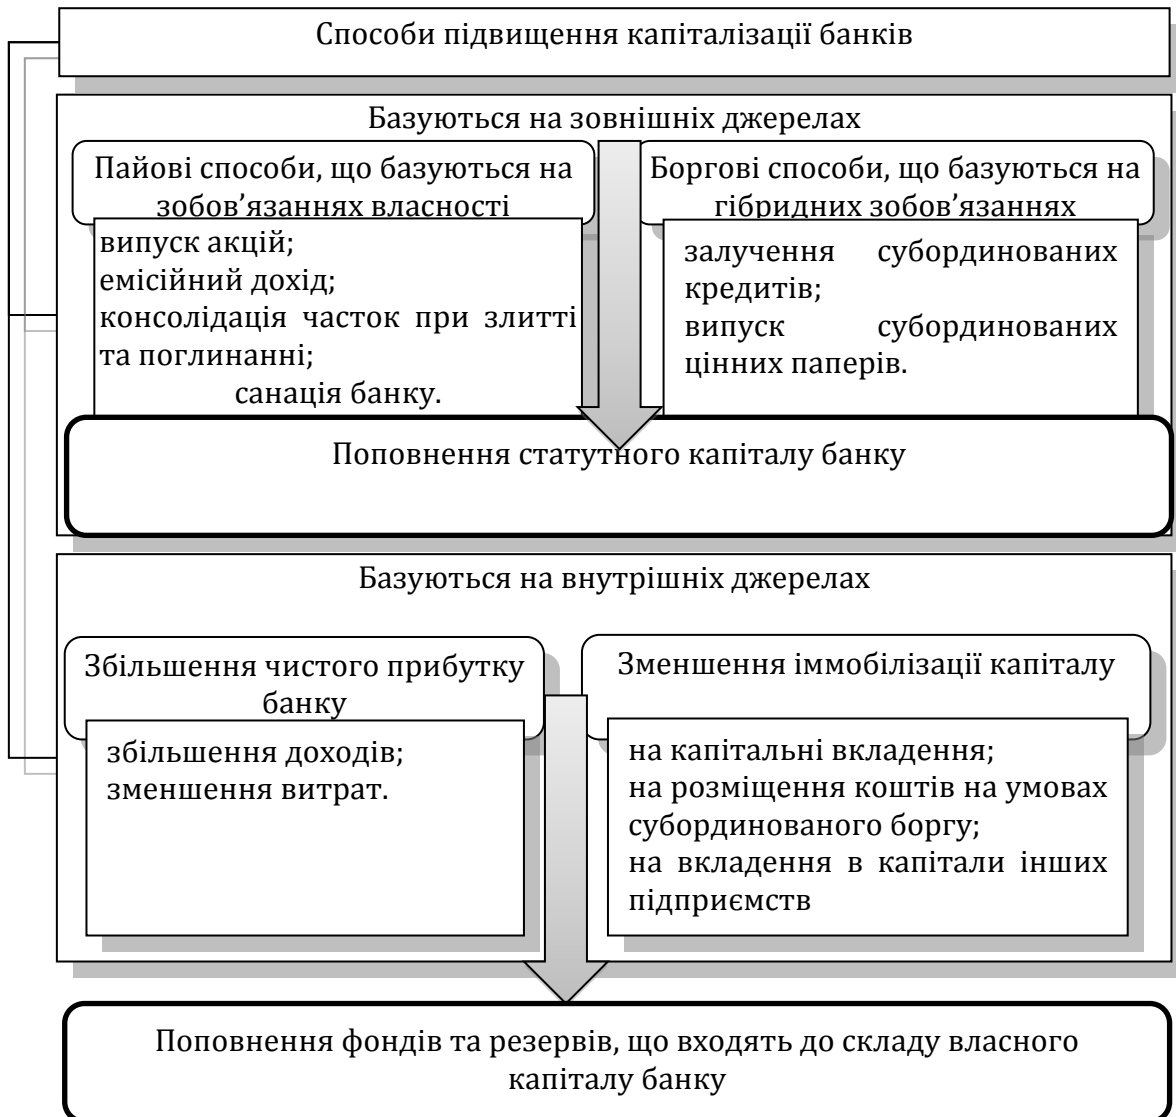 Способи підвищення капіталізації банків
Базуються на зовнішніх джерелах
Пайові способи, що базуються на
зобов’язаннях власності
випуск акцій;
емісійний дохід;
консолідація часток при злитті
та поглинанні;
санація банку.
Боргові способи, що базуються на
гібридних зобов’язаннях
залучення субординованих
кредитів;
випуск субординованих
цінних паперів.
Поповнення статутного капіталу банку
Базуються на внутрішніх джерелах
Збільшення чистого прибутку
банку
збільшення доходів;
зменшення витрат.
Зменшення іммобілізації капіталу
на капітальні вкладення;
на розміщення коштів на умовах
субординованого боргу;
на вкладення в капітали інших
підприємств
Поповнення фондів та резервів, що входять до складу власного
капіталу банку